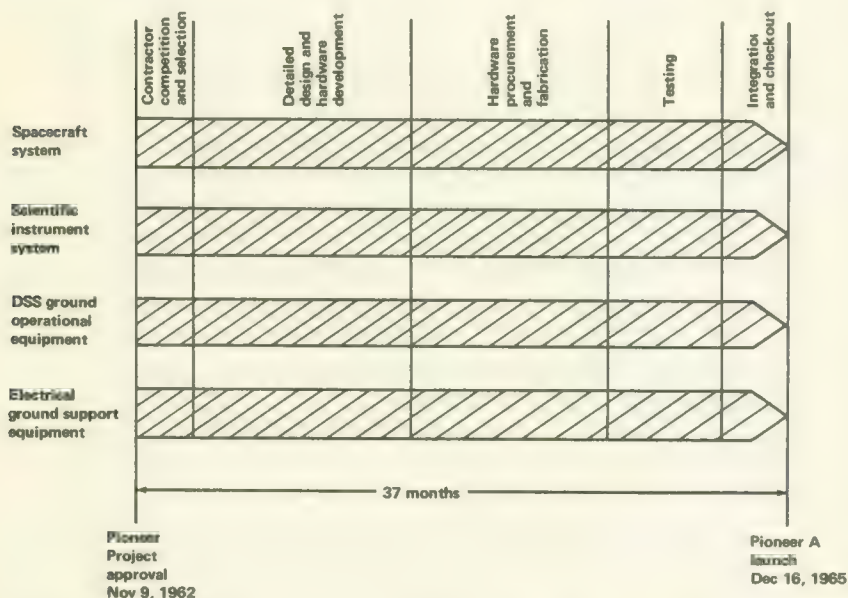 Contractor
competition
and selection
Detailed
design and
hardware
development
Hardware
procurement
and
fabrication
Testing
Integration
and checkout
Spacecraft
system
Scientific
instrument
system
DSS ground
operational
equipment
Electrical
ground support
equipment
37 months
Pioneer
Project
approval
Nov 9, 1962
Pioneer A
launch
Dec 16, 1965